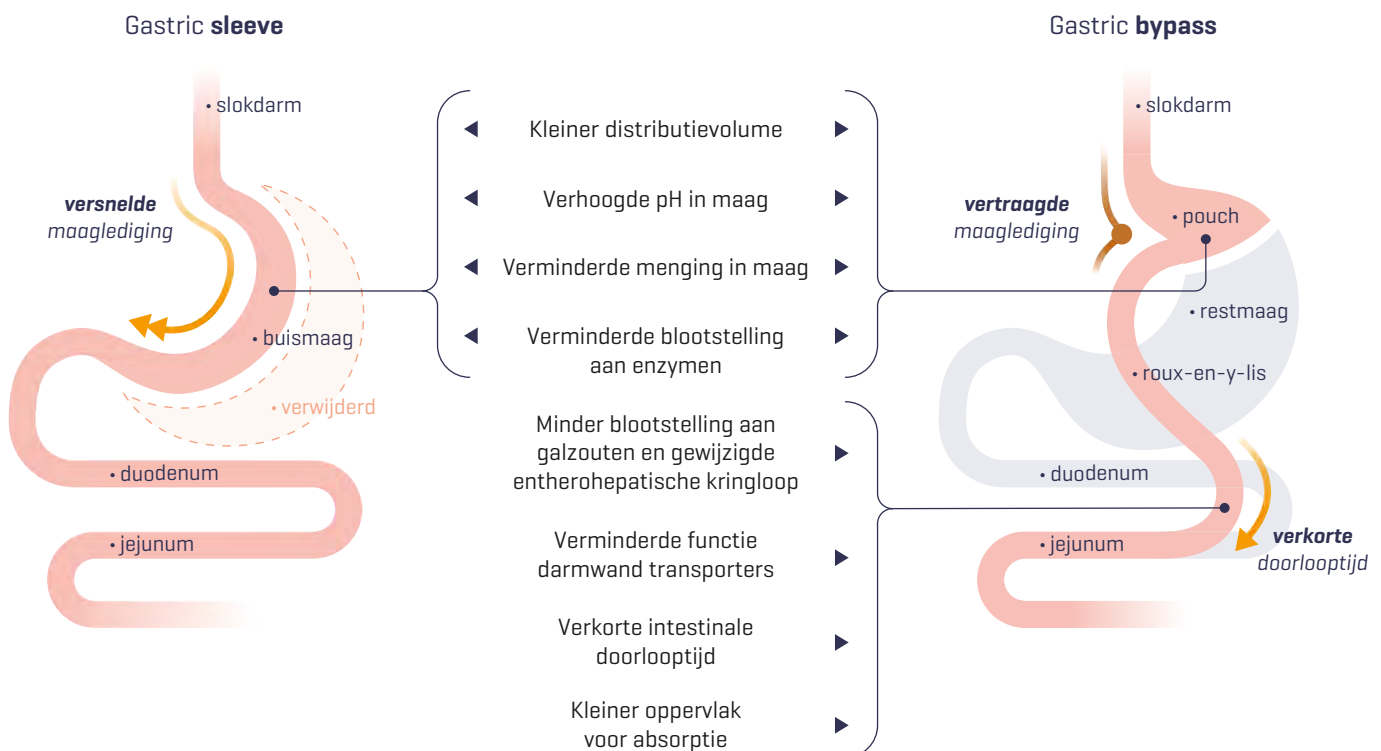 Gastric sleeve
• slokdarm
versnelde
maaglediging
• buismaag
• verwijderd
• duodenum
• jejunum
Kleiner distributievolume
Verhoogde pH in maag
Verminderde menging in maag
Verminderde blootstelling
aan enzymen
Minder blootstelling aan
galzouten en gewijzigde
entherohepatische kringloop
Verminderde functie
darmwand transporters
Verkorte intestinale
doorlooptijd
Kleiner oppervlak
voor absorptie
Gastric bypass
• slokdarm
vertraagde
maaglediging
• pouch
• restmaag
• roux-en-y-lis
• duodenum
• jejunum
verkorte
doorlooptijd